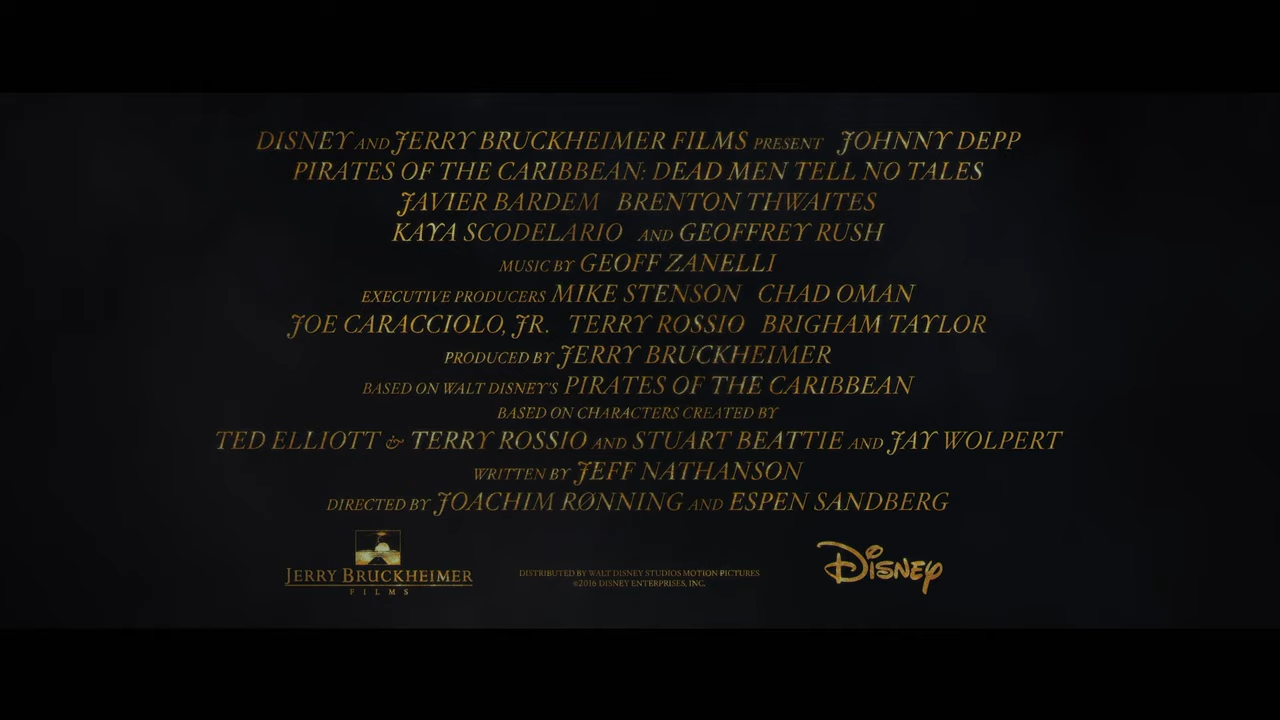 DISNEY AND JERRY BRUCKHEIMER FILMS PRESENT JOHNNY DEPP
PIRATES OF THE CARIBBEAN: DEAD MEN TELL NO TALES
JAVIER BARDEM BRENTON THWAITES
KAYA SCODELARIO AND GEOFFREY RUSH
MUSIC BY GEOFF ZANELLI
EXECUTIVE PRODUCERS MIKE STENSON CHAD OMAN
JOE CARACCIOLO, JR. TERRY ROSSIO BRIGHAM TAYLOR
PRODUCED BY JERRY BRUCKHEIMER
BASED ON WALT DISNEY'S PIRATES OF THE CARIBBEAN
BASED ON CHARACTERS CREATED BY
TED ELLIOTT & TERRY ROSSIO AND STUART BEATTIE AND JAY WOLPERT
WRITTEN BY JEFF NATHANSON
DIRECTED BY JOACHIM RØNNING AND ESPEN SANDBERG
JERRY BRUCKHEIMER
FILMS
DISTRIBUTED BY WALT DISNEY STUDIOS MOTION PICTURES
©2016 DISNEY ENTERPRISES, INC.
DISNEY